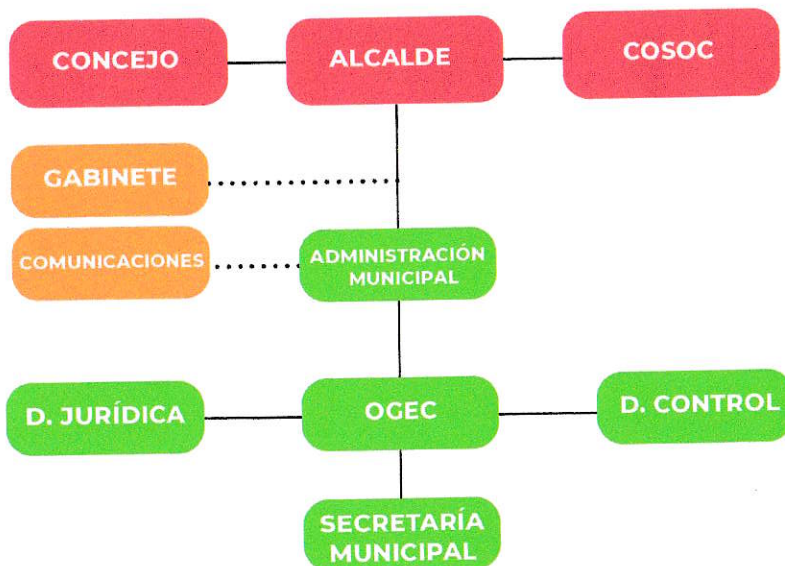 CONCEJO
ALCALDE
COSOC
GABINETE
COMUNICACIONES
ADMINISTRACIÓN
MUNICIPAL
D. JURÍDICA
OGEC
D. CONTROL
SECRETARÍA
MUNICIPAL